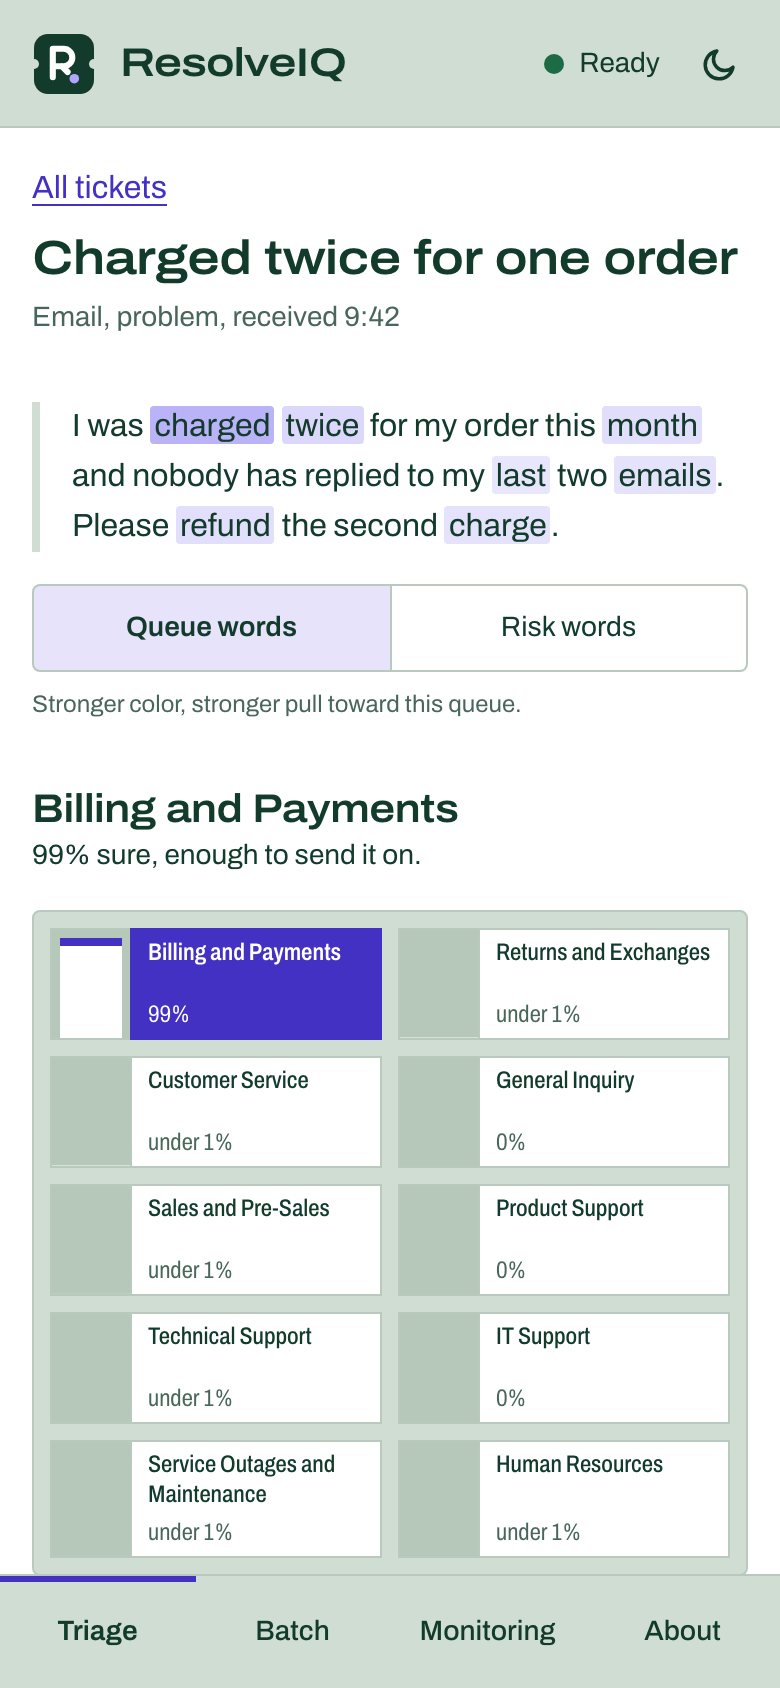 R.
ResolveIQ
Ready
All tickets
Charged twice for one order
Email, problem, received 9:42
I was charged twice for my order this month
and nobody has replied to my last two emails.
Please refund the second charge.
Queue words
Risk words
Stronger color, stronger pull toward this queue.
Billing and Payments
99% sure, enough to send it on.
Billing and Payments
99%
Returns and Exchanges
under 1%
Customer Service
under 1%
General Inquiry
0%
Sales and Pre-Sales
under 1%
Product Support
0%
Technical Support
under 1%
IT Support
0%
Service Outages and
Maintenance
under 1%
Human Resources
under 1%
Triage
Batch
Monitoring
About